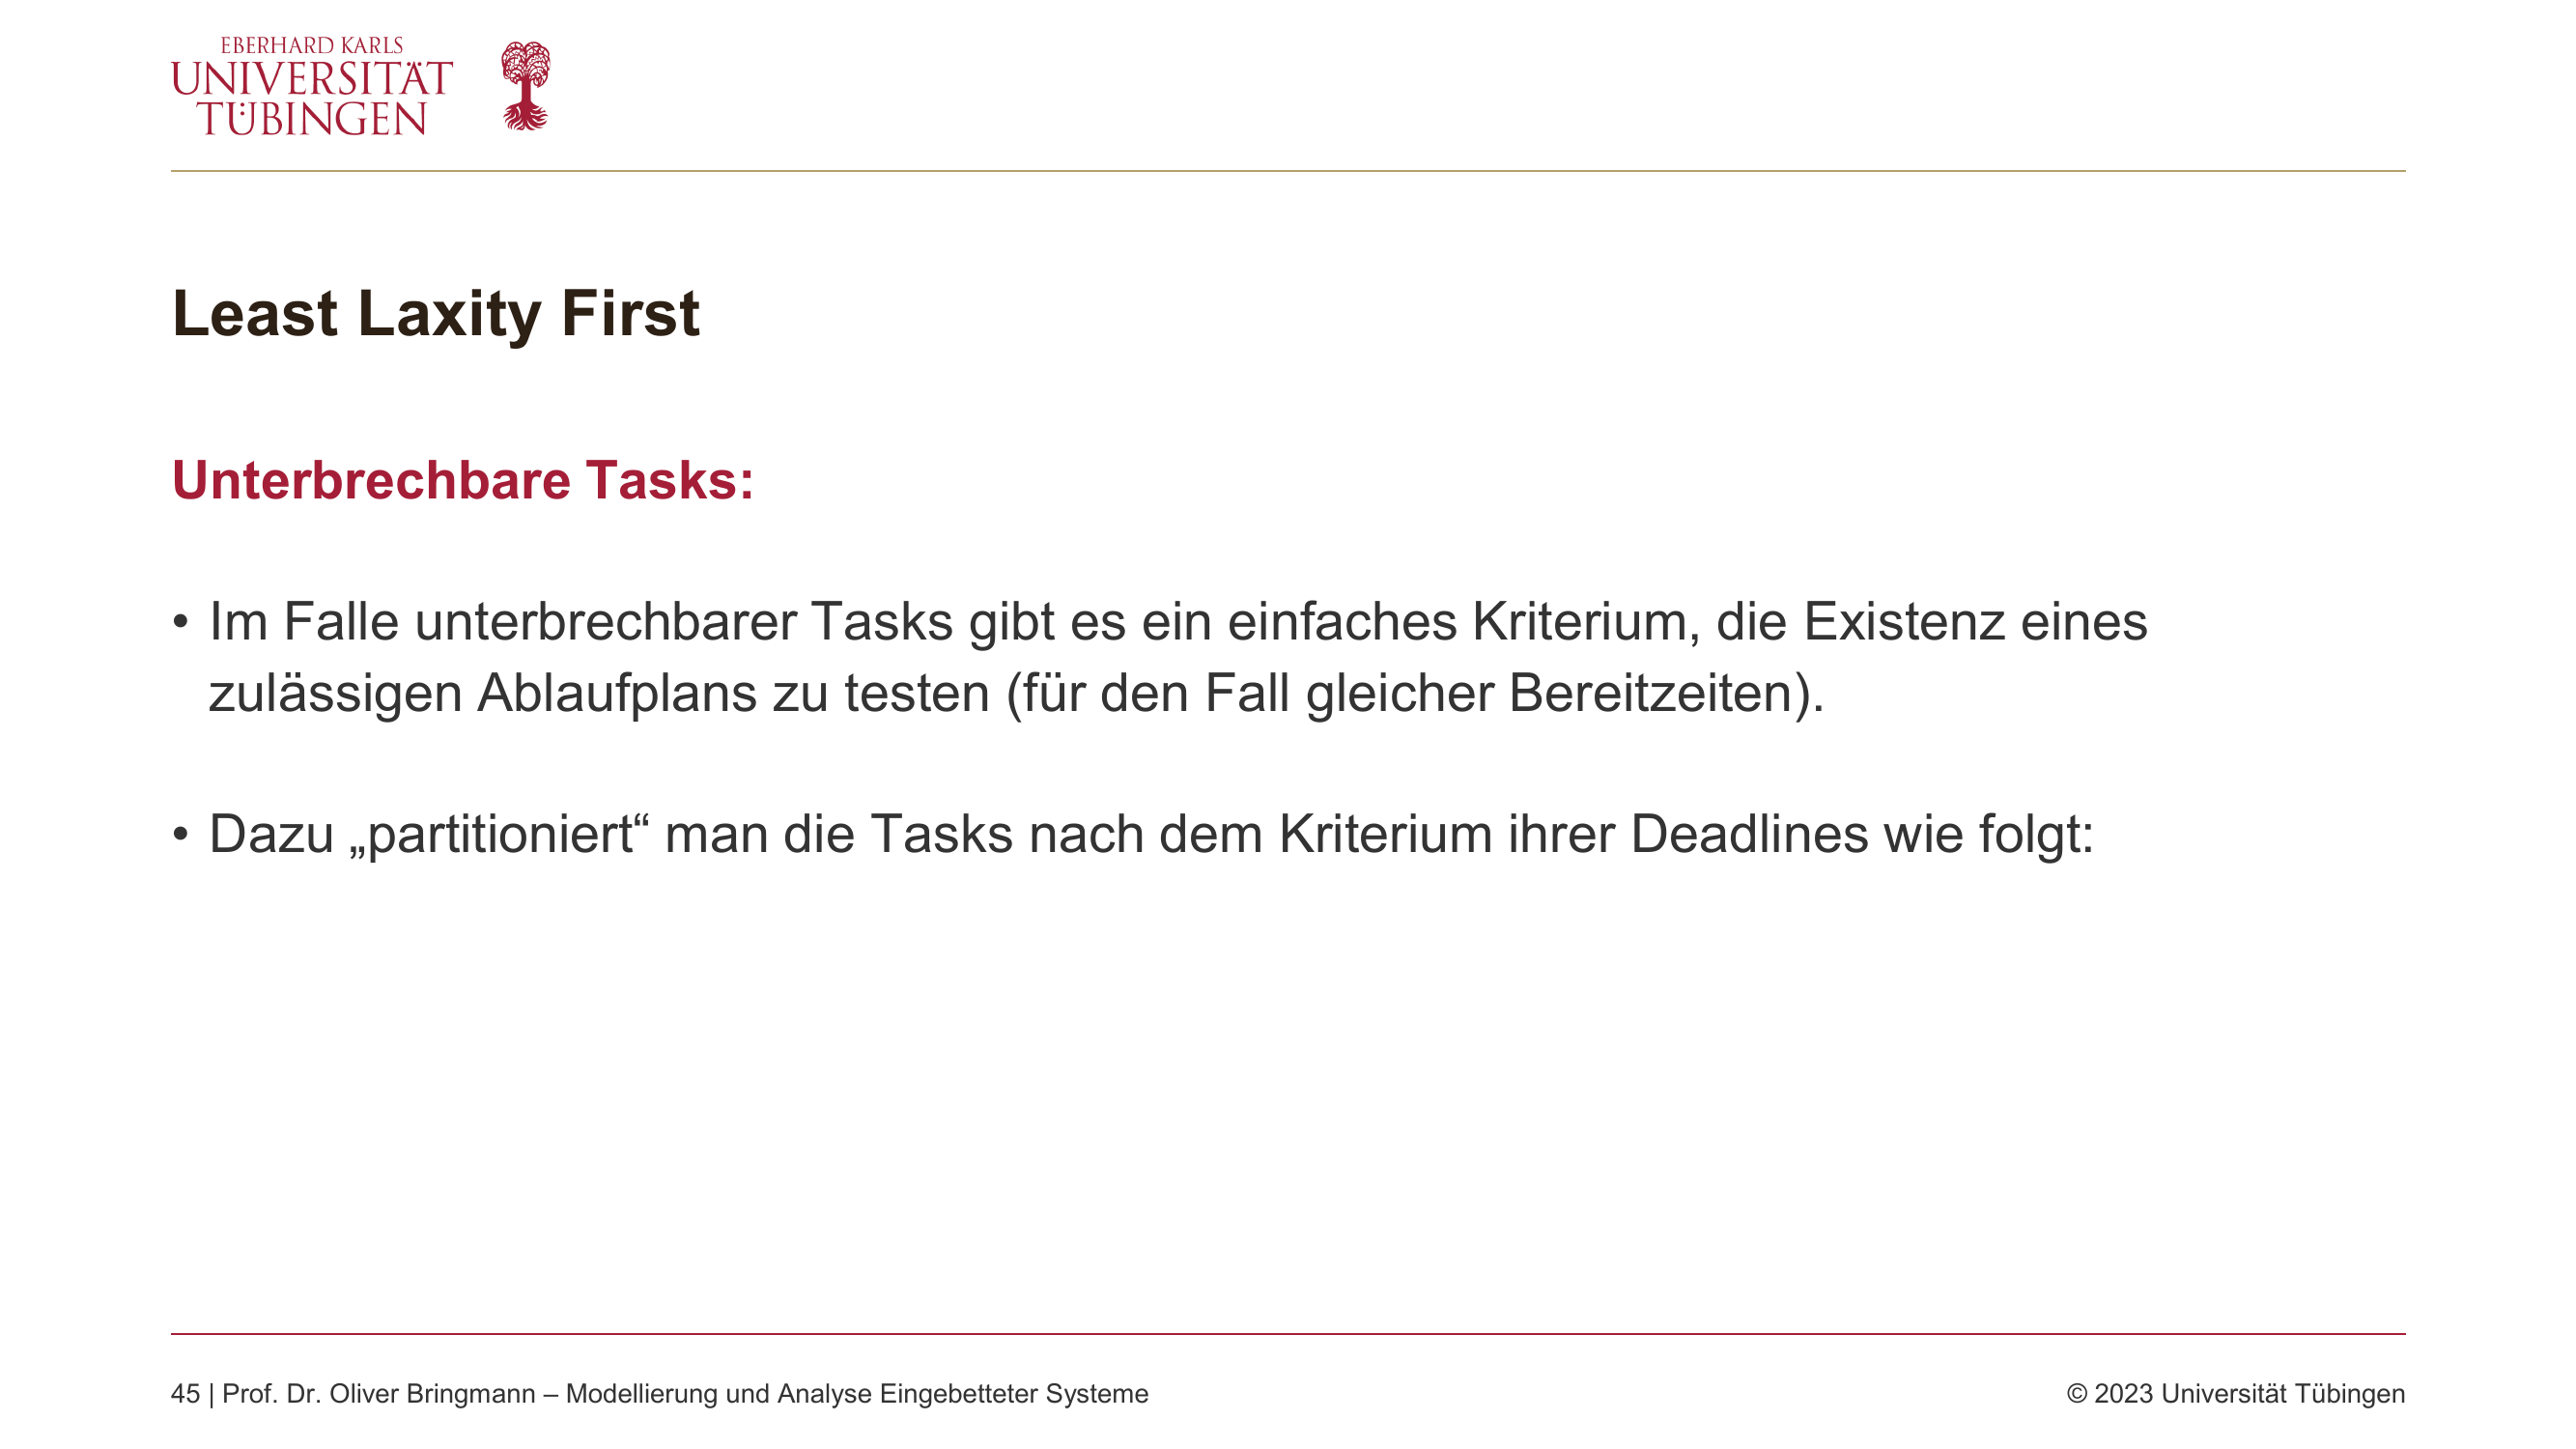 EBERHARD KARLS
UNIVERSITÄT
TÜBINGEN
Least Laxity First
Unterbrechbare Tasks:
• Im Falle unterbrechbarer Tasks gibt es ein einfaches Kriterium, die Existenz eines
zulässigen Ablaufplans zu testen (für den Fall gleicher Bereitzeiten).
• Dazu „partitioniert“ man die Tasks nach dem Kriterium ihrer Deadlines wie folgt:
45 | Prof. Dr. Oliver Bringmann – Modellierung und Analyse Eingebetteter Systeme
© 2023 Universität Tübingen